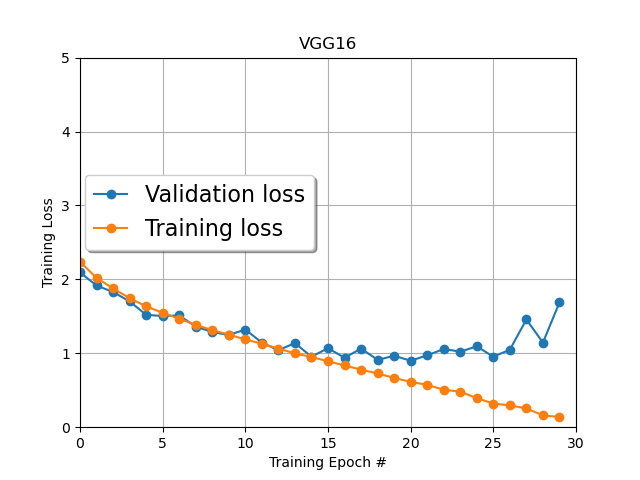 VGG16
5
4
3
2
1
0
Training Loss
Validation loss
Training loss
0 5 10 15 20 25 30
Training Epoch #